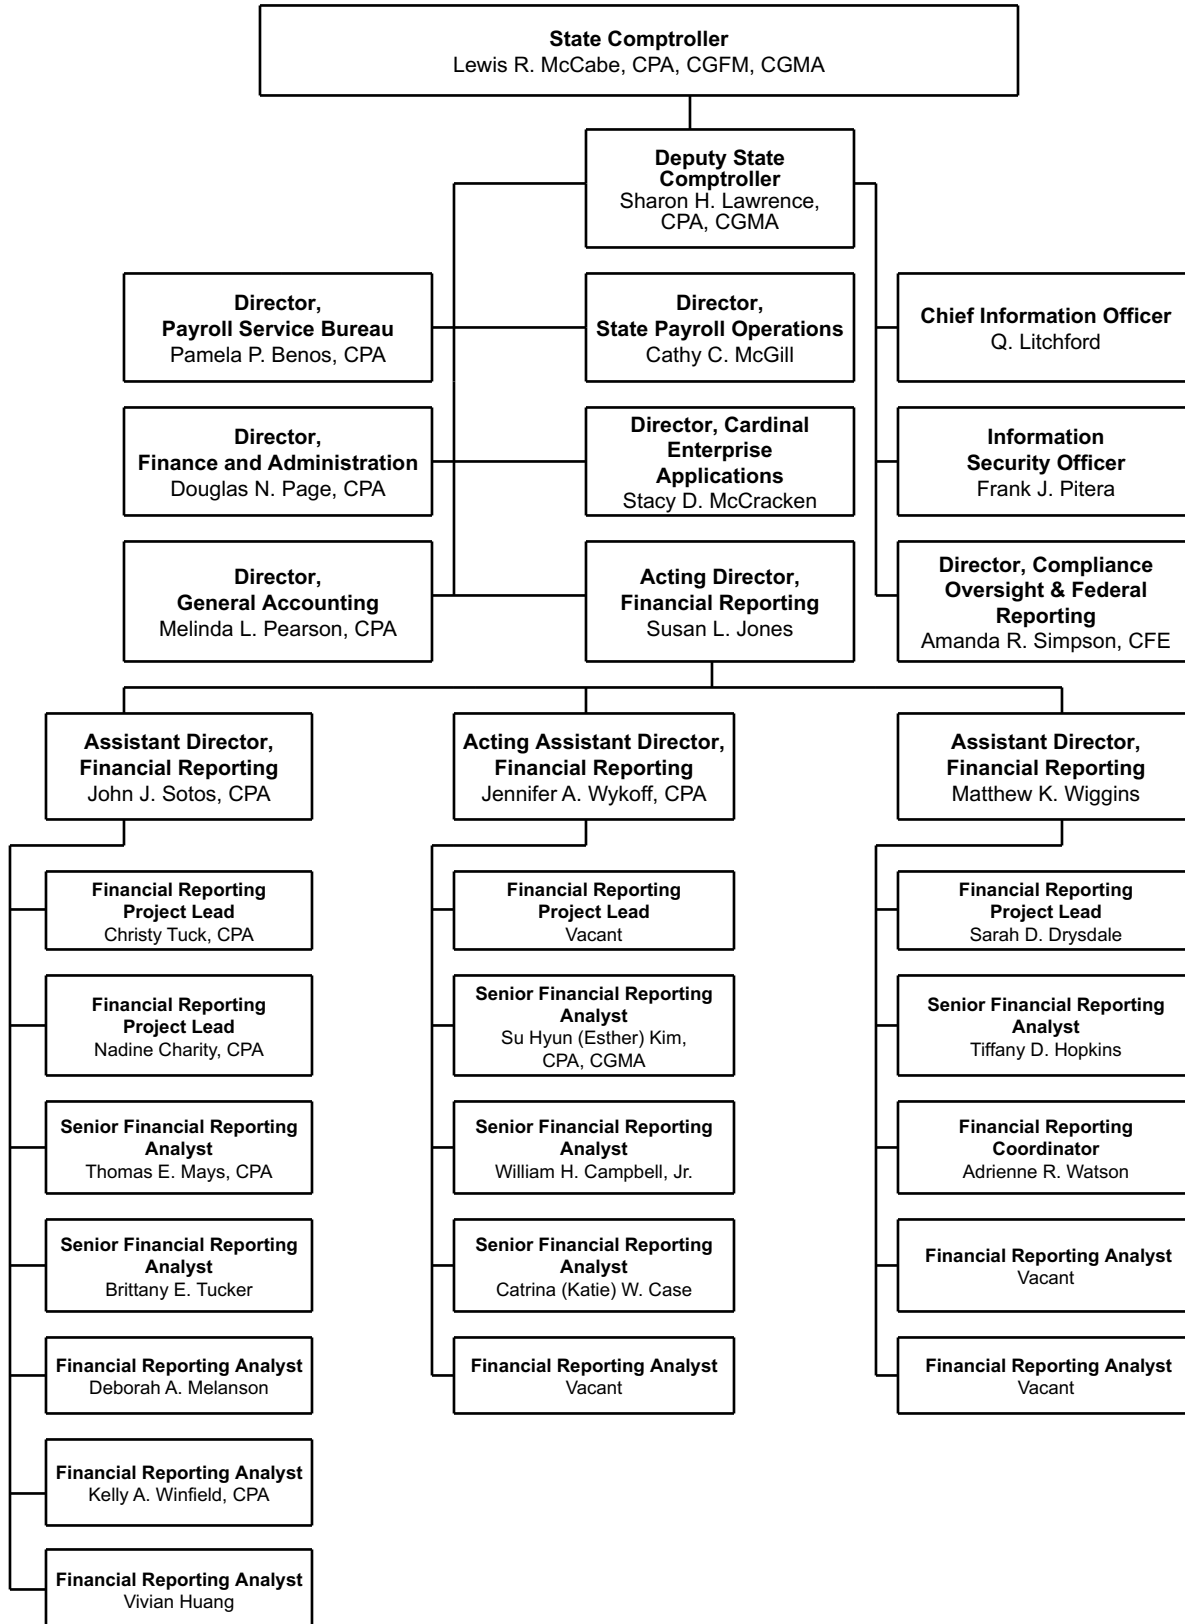 State Comptroller
Lewis R. McCabe, CPA, CGFM, CGMA
Deputy State
Comptroller
Sharon H. Lawrence,
CPA, CGMA
Director,
Payroll Service Bureau
Pamela P. Benos, CPA
Director,
State Payroll Operations
Cathy C. McGill
Chief Information Officer
Q. Litchford
Director,
Finance and Administration
Douglas N. Page, CPA
Director, Cardinal
Enterprise
Applications
Stacy D. McCracken
Information
Security Officer
Frank J. Pitera
Director,
General Accounting
Melinda L. Pearson, CPA
Acting Director,
Financial Reporting
Susan L. Jones
Director, Compliance
Oversight & Federal
Reporting
Amanda R. Simpson, CFE
Assistant Director,
Financial Reporting
John J. Sotos, CPA
Acting Assistant Director,
Financial Reporting
Jennifer A. Wykoff, CPA
Assistant Director,
Financial Reporting
Matthew K. Wiggins
Financial Reporting
Project Lead
Christy Tuck, CPA
Financial Reporting
Project Lead
Nadine Charity, CPA
Senior Financial Reporting
Analyst
Thomas E. Mays, CPA
Senior Financial Reporting
Analyst
Brittany E. Tucker
Financial Reporting Analyst
Deborah A. Melanson
Financial Reporting Analyst
Kelly A. Winfield, CPA
Financial Reporting Analyst
Vivian Huang
Financial Reporting
Project Lead
Vacant
Senior Financial Reporting
Analyst
Su Hyun (Esther) Kim,
CPA, CGMA
Senior Financial Reporting
Analyst
William H. Campbell, Jr.
Senior Financial Reporting
Analyst
Catrina (Katie) W. Case
Financial Reporting Analyst
Vacant
Financial Reporting
Project Lead
Sarah D. Drysdale
Senior Financial Reporting
Analyst
Tiffany D. Hopkins
Financial Reporting
Coordinator
Adrienne R. Watson
Financial Reporting Analyst
Vacant
Financial Reporting Analyst
Vacant